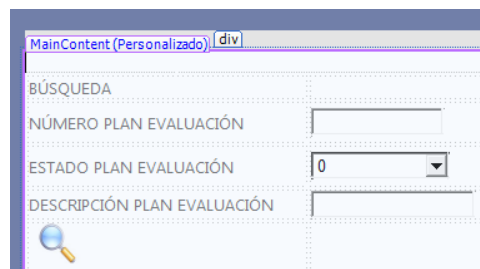 MainContent (Personalizado) div
BÚSQUEDA
NÚMERO PLAN EVALUACIÓN
ESTADO PLAN EVALUACIÓN 0
DESCRIPCIÓN PLAN EVALUACIÓN